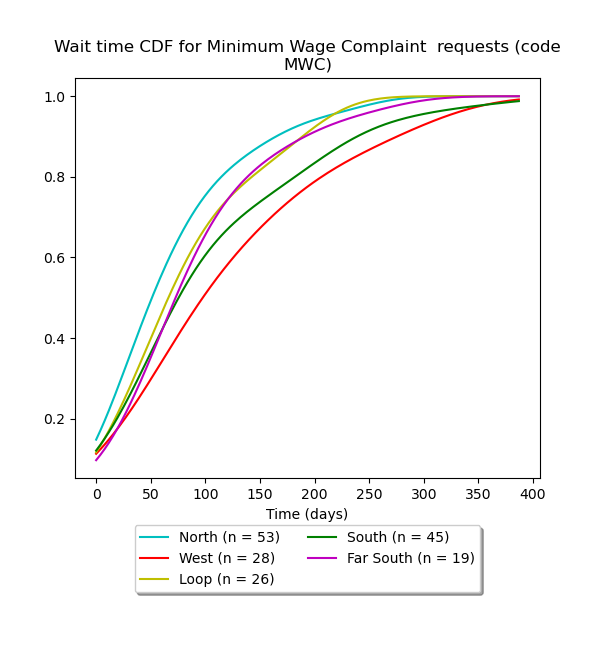 Wait time CDF for Minimum Wage Complaint  requests (code
MWC)
1.0
0.8
0.6
0.4
0.2
0 50 100 150 200 250 300 350 400
Time (days)
North (n = 53) South (n = 45)
West (n = 28) Far South (n = 19)
Loop (n = 26)